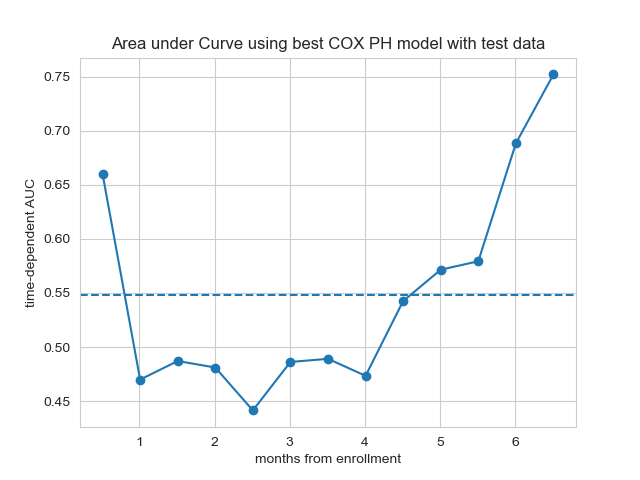 Area under Curve using best COX PH model with test data
time-dependent AUC
0.75
0.70
0.65
0.60
0.55
0.50
0.45
1 2 3 4 5 6
months from enrollment